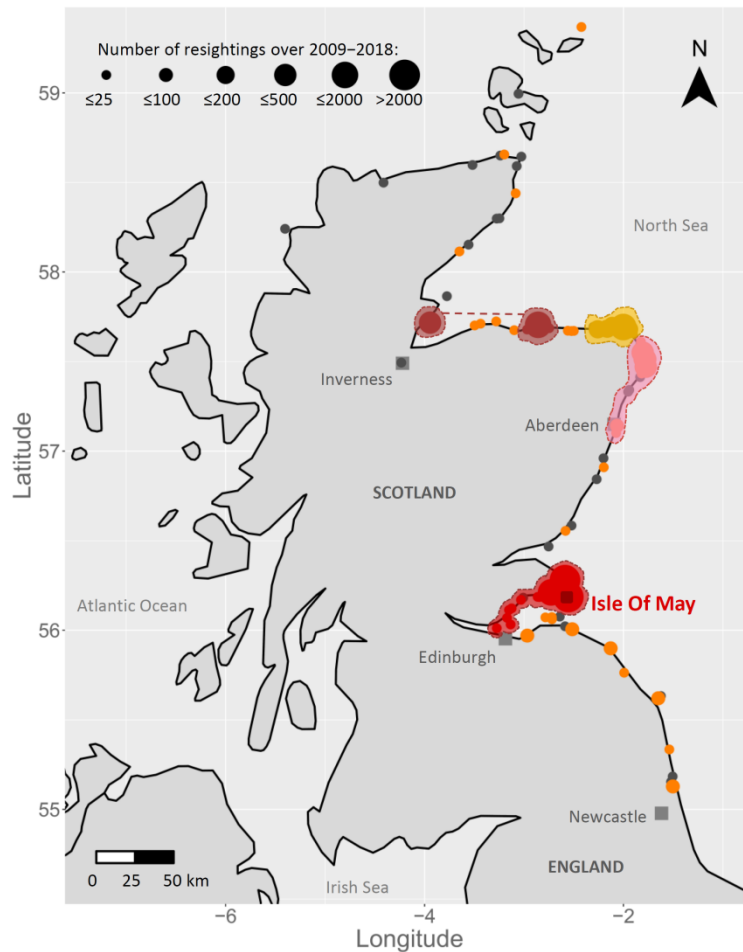 Number of resightings over 2009−2018:
≤25 ≤100 ≤200 ≤500 ≤2000 >2000
N
59
North Sea
58
Inverness
Aberdeen
57
Latitude
SCOTLAND
Atlantic Ocean
Isle Of May
56
Edinburgh
55
Newcastle
ENGLAND
0 25 50 km
Irish Sea
−6 −4 −2
Longitude